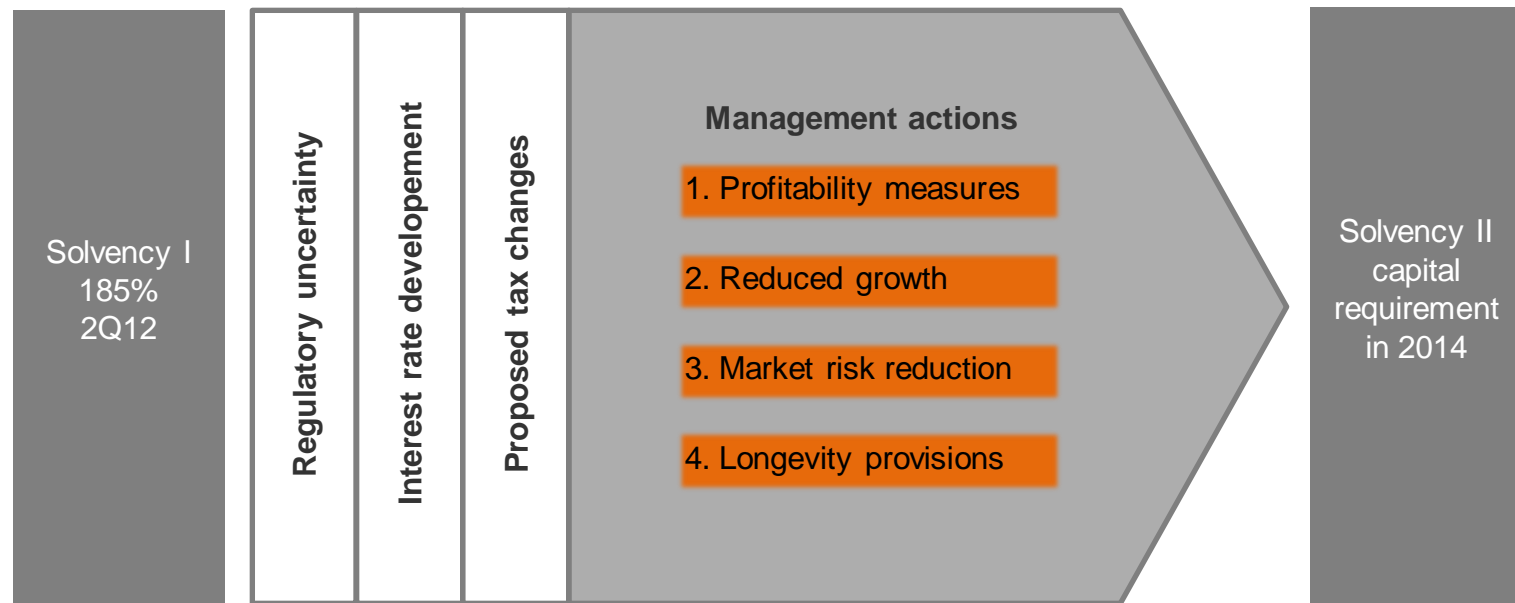 Solvency I
185%
2Q12
Regulatory uncertainty
Interest rate developement
Proposed tax changes
Management actions
1. Profitability measures
2. Reduced growth
3. Market risk reduction
4. Longevity provisions
Solvency II
capital
requirement
in 2014